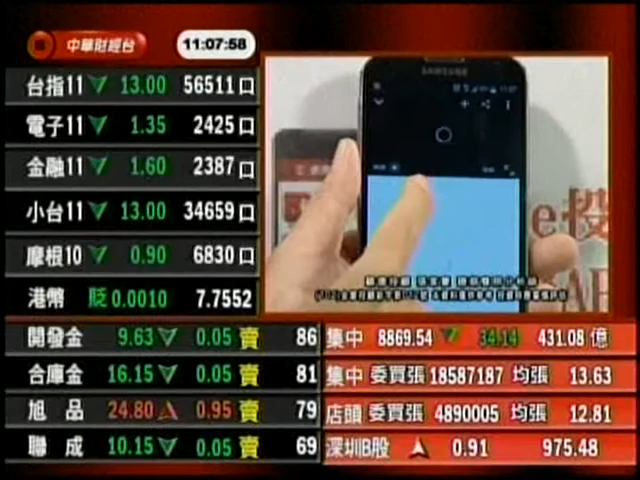 中華財經台 11:07:58
台指11 13.00 56511口
電子11 1.35 2425口
金融11 1.60 2387口
小台11 13.00 34659口
摩根10 0.90 6830口
港幣 貶0.0010 7.7552
SAMSUNG
e投
開發金 9.63 0.05 賣 86
合庫金 16.15 0.05 賣 81
旭品 24.80 0.95 賣 79
聯成 10.15 0.05 賣 69
集中 8869.54 34.14 431.08 億
集中 委買張 18587187 均張 13.63
店頭 委買張 4890005 均張 12.81
深圳B股 0.91 975.48